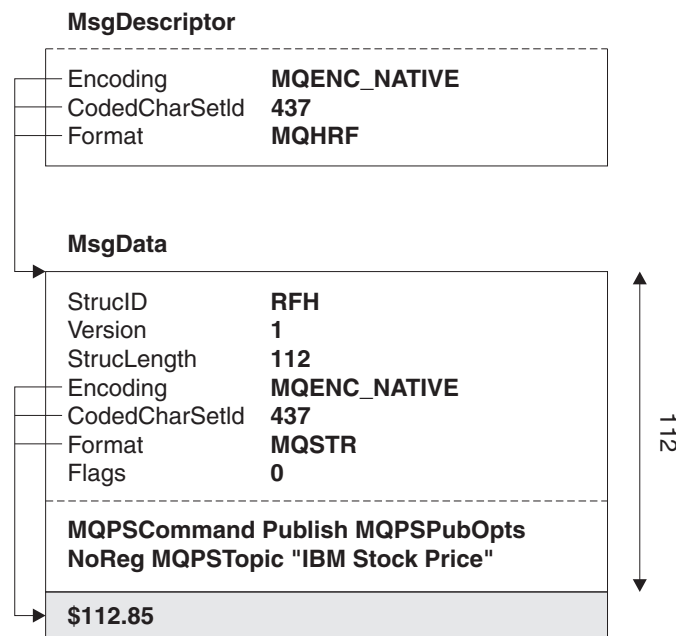 MsgDescriptor
Encoding MQENC_NATIVE
CodedCharSetId 437
Format MQHRF
MsgData
StrucID RFH
Version 1
StrucLength 112
Encoding MQENC_NATIVE
CodedCharSetId 437
Format MQSTR
Flags 0
112
MQPSCommand Publish MQPSPubOpts
NoReg MQPSTopic "IBM Stock Price"
$112.85